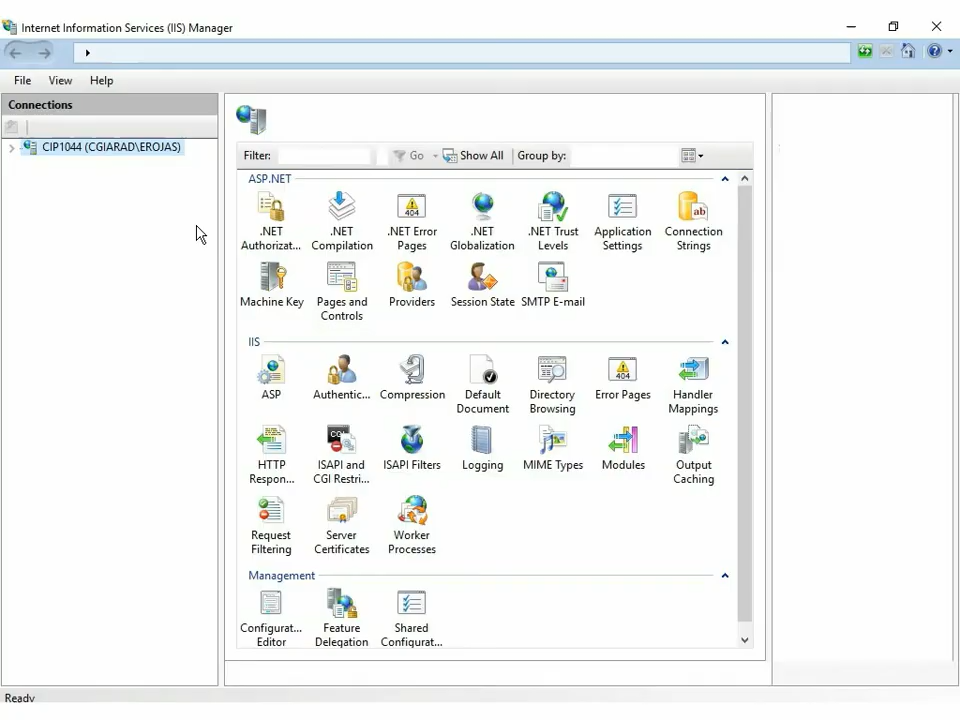 Internet Information Services (IIS) Manager
File View Help
Connections
CIP1044 (CGIARAD\EROJAS)
Filter: Go Show All Group by:
ASP.NET
.NET Authorizat...
.NET Compilation
.NET Error Pages
.NET Globalization
.NET Trust Levels
Application Settings
Connection Strings
Machine Key
Pages and Controls
Providers
Session State
SMTP E-mail
IIS
ASP
Authentic...
Compression
Default Document
Directory Browsing
Error Pages
Handler Mappings
HTTP Respon...
ISAPI and CGI Restri...
ISAPI Filters
Logging
MIME Types
Modules
Output Caching
Request Filtering
Server Certificates
Worker Processes
Management
Configurat... Editor
Feature Delegation
Shared Configurat...
Ready